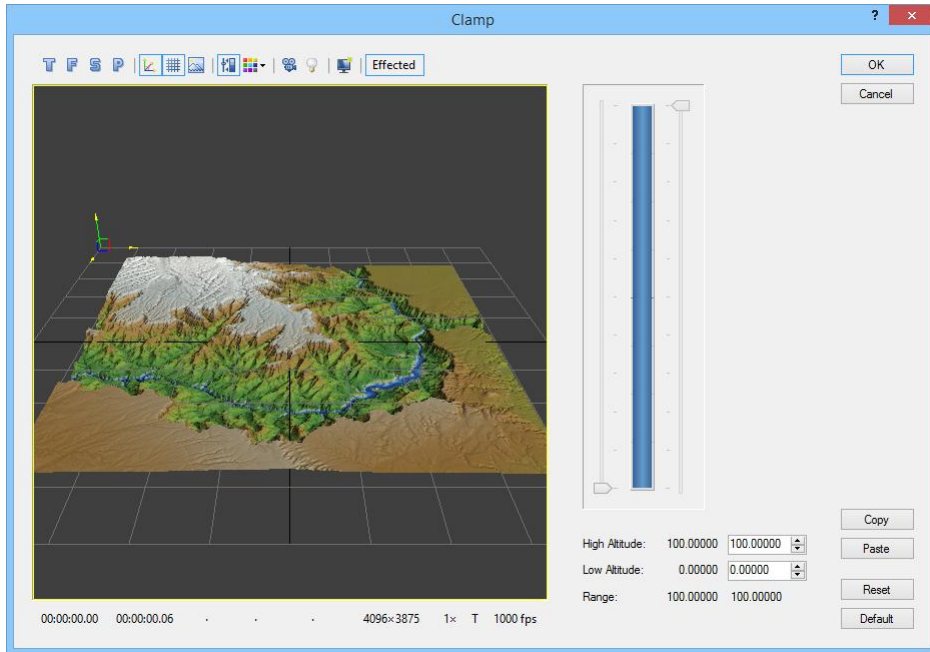 Clamp
?
T F S P Effected
OK
Cancel
High Altitude: 100.00000 100.00000
Low Altitude: 0.00000 0.00000
Range: 100.00000 100.00000
Copy
Paste
Reset
Default
00:00:00.00 00:00:00.06 . . . 4096×3875 1× T 1000 fps